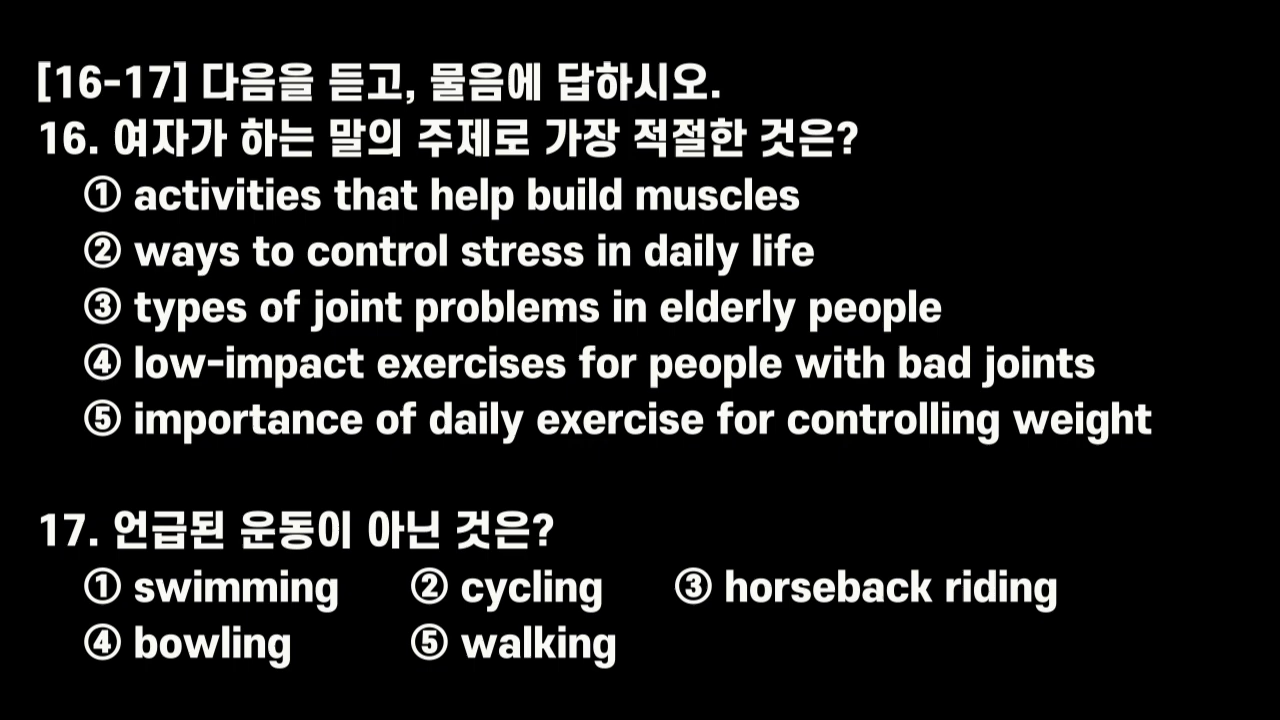 [16-17] 다음을 듣고, 물음에 답하시오.
16. 여자가 하는 말의 주제로 가장 적절한 것은?
① activities that help build muscles
② ways to control stress in daily life
③ types of joint problems in elderly people
④ low-impact exercises for people with bad joints
⑤ importance of daily exercise for controlling weight
17. 언급된 운동이 아닌 것은?
① swimming ② cycling ③ horseback riding
④ bowling ⑤ walking